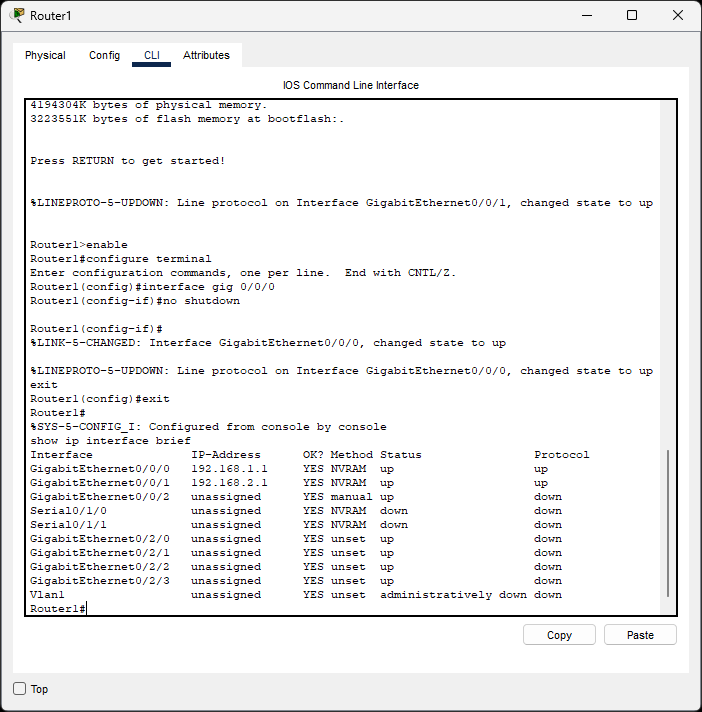 Router1
Physical Config CLI Attributes
IOS Command Line Interface
4194304K bytes of physical memory.
3223551K bytes of flash memory at bootflash:.
Press RETURN to get started!
%LINEPROTO-5-UPDOWN: Line protocol on Interface GigabitEthernet0/0/1, changed state to up
Router1>enable
Router1#configure terminal
Enter configuration commands, one per line.  End with CNTL/Z.
Router1(config)#interface gig 0/0/0
Router1(config-if)#no shutdown
Router1(config-if)#
%LINK-5-CHANGED: Interface GigabitEthernet0/0/0, changed state to up
%LINEPROTO-5-UPDOWN: Line protocol on Interface GigabitEthernet0/0/0, changed state to up
exit
Router1(config)#exit
Router1#
%SYS-5-CONFIG_I: Configured from console by console
show ip interface brief
Interface              IP-Address      OK? Method Status                Protocol
GigabitEthernet0/0/0   192.168.1.1     YES NVRAM  up                    up
GigabitEthernet0/0/1   192.168.2.1     YES NVRAM  up                    up
GigabitEthernet0/0/2   unassigned      YES manual up                    down
Serial0/1/0            unassigned      YES NVRAM  down                  down
Serial0/1/1            unassigned      YES NVRAM  down                  down
GigabitEthernet0/2/0   unassigned      YES unset  up                    down
GigabitEthernet0/2/1   unassigned      YES unset  up                    down
GigabitEthernet0/2/2   unassigned      YES unset  up                    down
GigabitEthernet0/2/3   unassigned      YES unset  up                    down
Vlan1                  unassigned      YES unset  administratively down down
Router1#
Copy Paste
Top